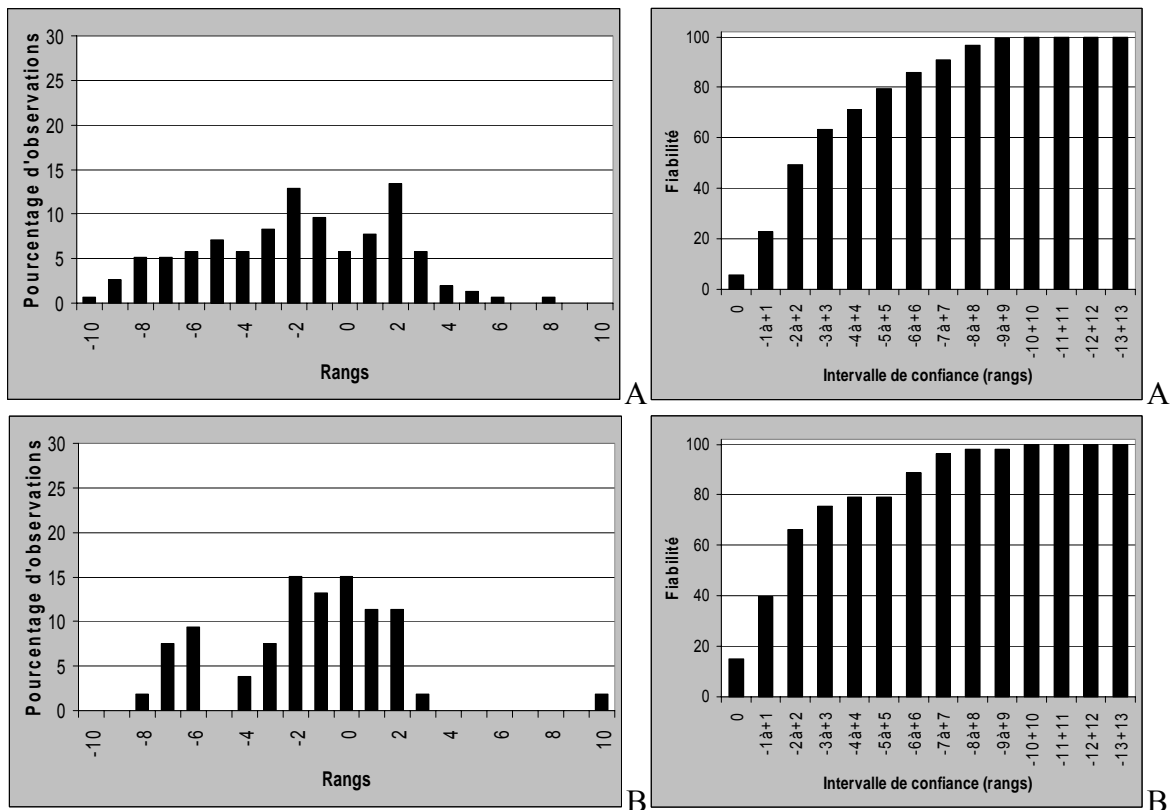 Pourcentage d'observations
30
25
20
15
10
5
0
-10
-8
-6
-4
-2
0
2
4
6
8
10
Rangs
A
Fiabilité
100
80
60
40
20
0
0
-1à+1
-2à+2
-3à+3
-4à+4
-5à+5
-6à+6
-7à+7
-8à+8
-9à+9
-10+10
-11+11
-12+12
-13+13
Intervalle de confiance (rangs)
A
Pourcentage d'observations
30
25
20
15
10
5
0
-10
-8
-6
-4
-2
0
2
4
6
8
10
Rangs
B
Fiabilité
100
80
60
40
20
0
0
-1à+1
-2à+2
-3à+3
-4à+4
-5à+5
-6à+6
-7à+7
-8à+8
-9à+9
-10+10
-11+11
-12+12
-13+13
Intervalle de confiance (rangs)
B